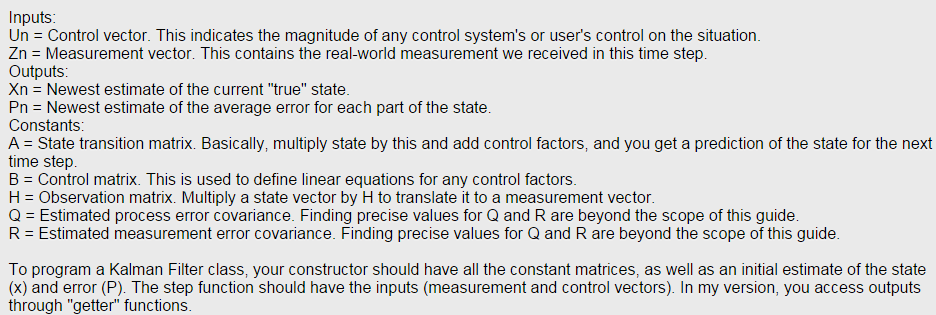 Inputs:
Un = Control vector. This indicates the magnitude of any control system's or user's control on the situation.
Zn = Measurement vector. This contains the real-world measurement we received in this time step.
Outputs:
Xn = Newest estimate of the current "true" state.
Pn = Newest estimate of the average error for each part of the state.
Constants:
A = State transition matrix. Basically, multiply state by this and add control factors, and you get a prediction of the state for the next
time step.
B = Control matrix. This is used to define linear equations for any control factors.
H = Observation matrix. Multiply a state vector by H to translate it to a measurement vector.
Q = Estimated process error covariance. Finding precise values for Q and R are beyond the scope of this guide.
R = Estimated measurement error covariance. Finding precise values for Q and R are beyond the scope of this guide.
To program a Kalman Filter class, your constructor should have all the constant matrices, as well as an initial estimate of the state
(x) and error (P). The step function should have the inputs (measurement and control vectors). In my version, you access outputs
through "getter" functions.